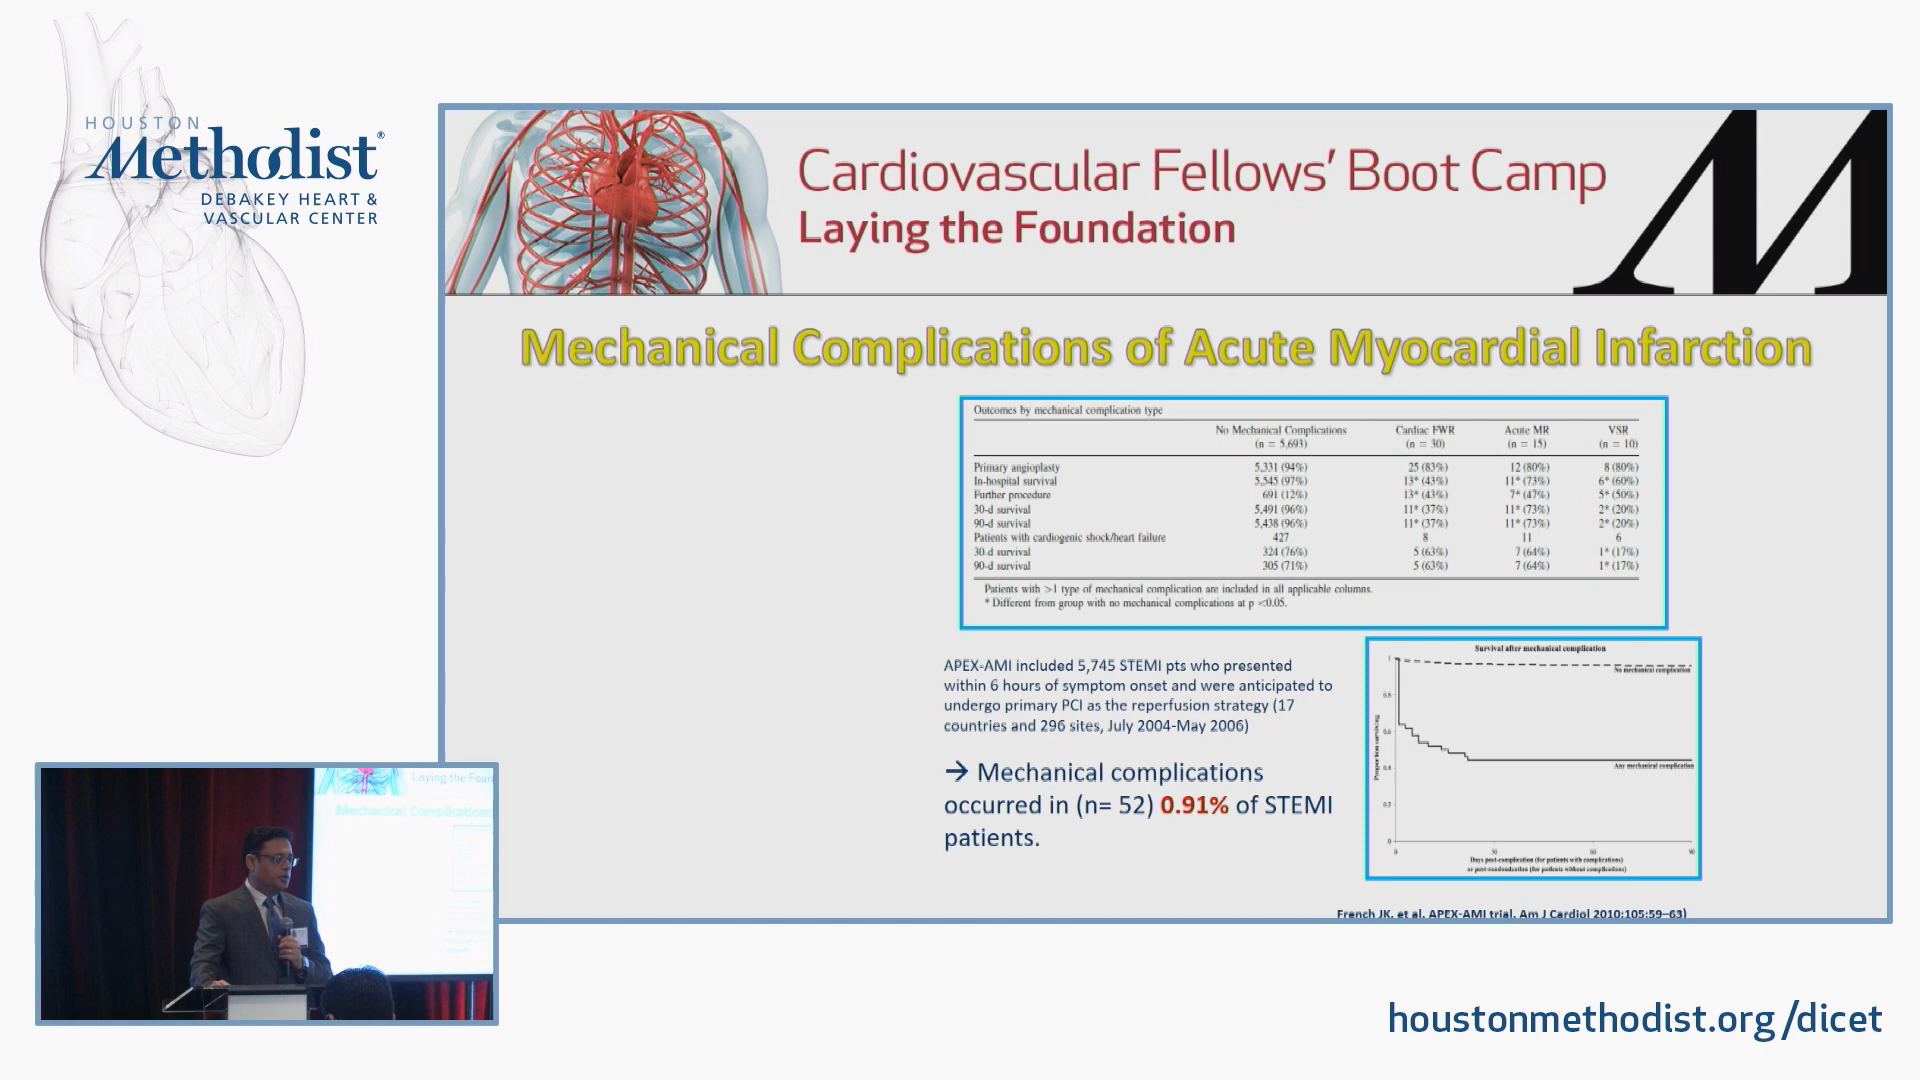 HOUSTON
Methodist®
DEBAKEY HEART &
VASCULAR CENTER
Cardiovascular Fellows' Boot Camp
Laying the Foundation
Mechanical Complications of Acute Myocardial Infarction
Outcomes by mechanical complication type
No Mechanical Complications Cardiac FWR Acute MR VSR
(n = 5,693) (n = 30) (n = 15) (n = 10)
Primary angioplasty 5,331 (94%) 25 (83%) 12 (80%) 8 (80%)
In-hospital survival 5,545 (97%) 13* (43%) 11* (73%) 6* (60%)
Further procedure 691 (12%) 13* (43%) 7* (47%) 5* (50%)
30-d survival 5,491 (96%) 11* (37%) 11* (73%) 2* (20%)
90-d survival 5,438 (96%) 11* (37%) 11* (73%) 2* (20%)
Patients with cardiogenic shock/heart failure 427 8 11 6
30-d survival 324 (76%) 5 (63%) 7 (64%) 1* (17%)
90-d survival 305 (71%) 5 (63%) 7 (64%) 1* (17%)
Patients with >1 type of mechanical complication are included in all applicable columns.
* Different from group with no mechanical complications at p <0.05.
APEX-AMI included 5,745 STEMI pts who presented
within 6 hours of symptom onset and were anticipated to
undergo primary PCI as the reperfusion strategy (17
countries and 296 sites, July 2004-May 2006)
→ Mechanical complications
occurred in (n= 52) 0.91% of STEMI
patients.
Survival after mechanical complication
No mechanical complication
Any mechanical complication
Proportion surviving
0 30 60 90
Days post-complication (for patients with complications)
or post-randomization (for patients without complications)
French JK, et al. APEX-AMI trial. Am J Cardiol 2010;105:59–63)
Laying the Foun
Mechanical Complications
houstonmethodist.org/dicet